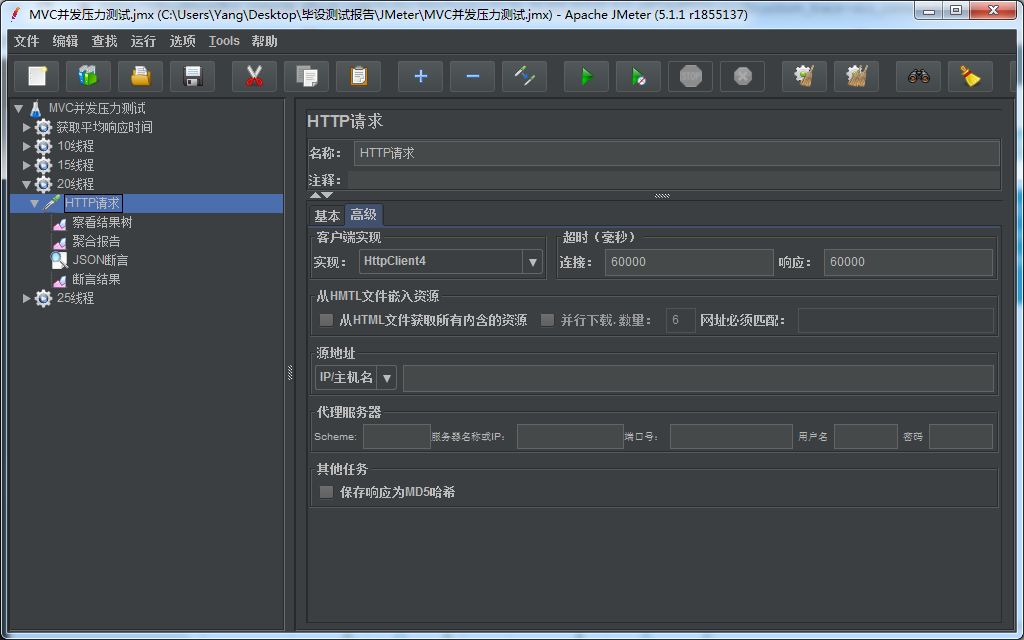 MVC并发压力测试.jmx (C:\Users\Yang\Desktop\毕设测试报告\JMeter\MVC并发压力测试.jmx) - Apache JMeter (5.1.1 r1855137)
文件 编辑 查找 运行 选项 Tools 帮助
STOP
MVC并发压力测试
获取平均响应时间
10线程
15线程
20线程
HTTP请求
察看结果树
聚合报告
JSON断言
断言结果
25线程
HTTP请求
名称： HTTP请求
注释：
基本 高级
客户端实现
实现： HttpClient4
超时（毫秒）
连接： 60000 响应： 60000
从HMTL文件嵌入资源
从HTML文件获取所有内含的资源 并行下载.数量： 6 网址必须匹配：
源地址
IP/主机名
代理服务器
Scheme: 服务器名称或IP： 端口号： 用户名 密码
其他任务
保存响应为MD5哈希